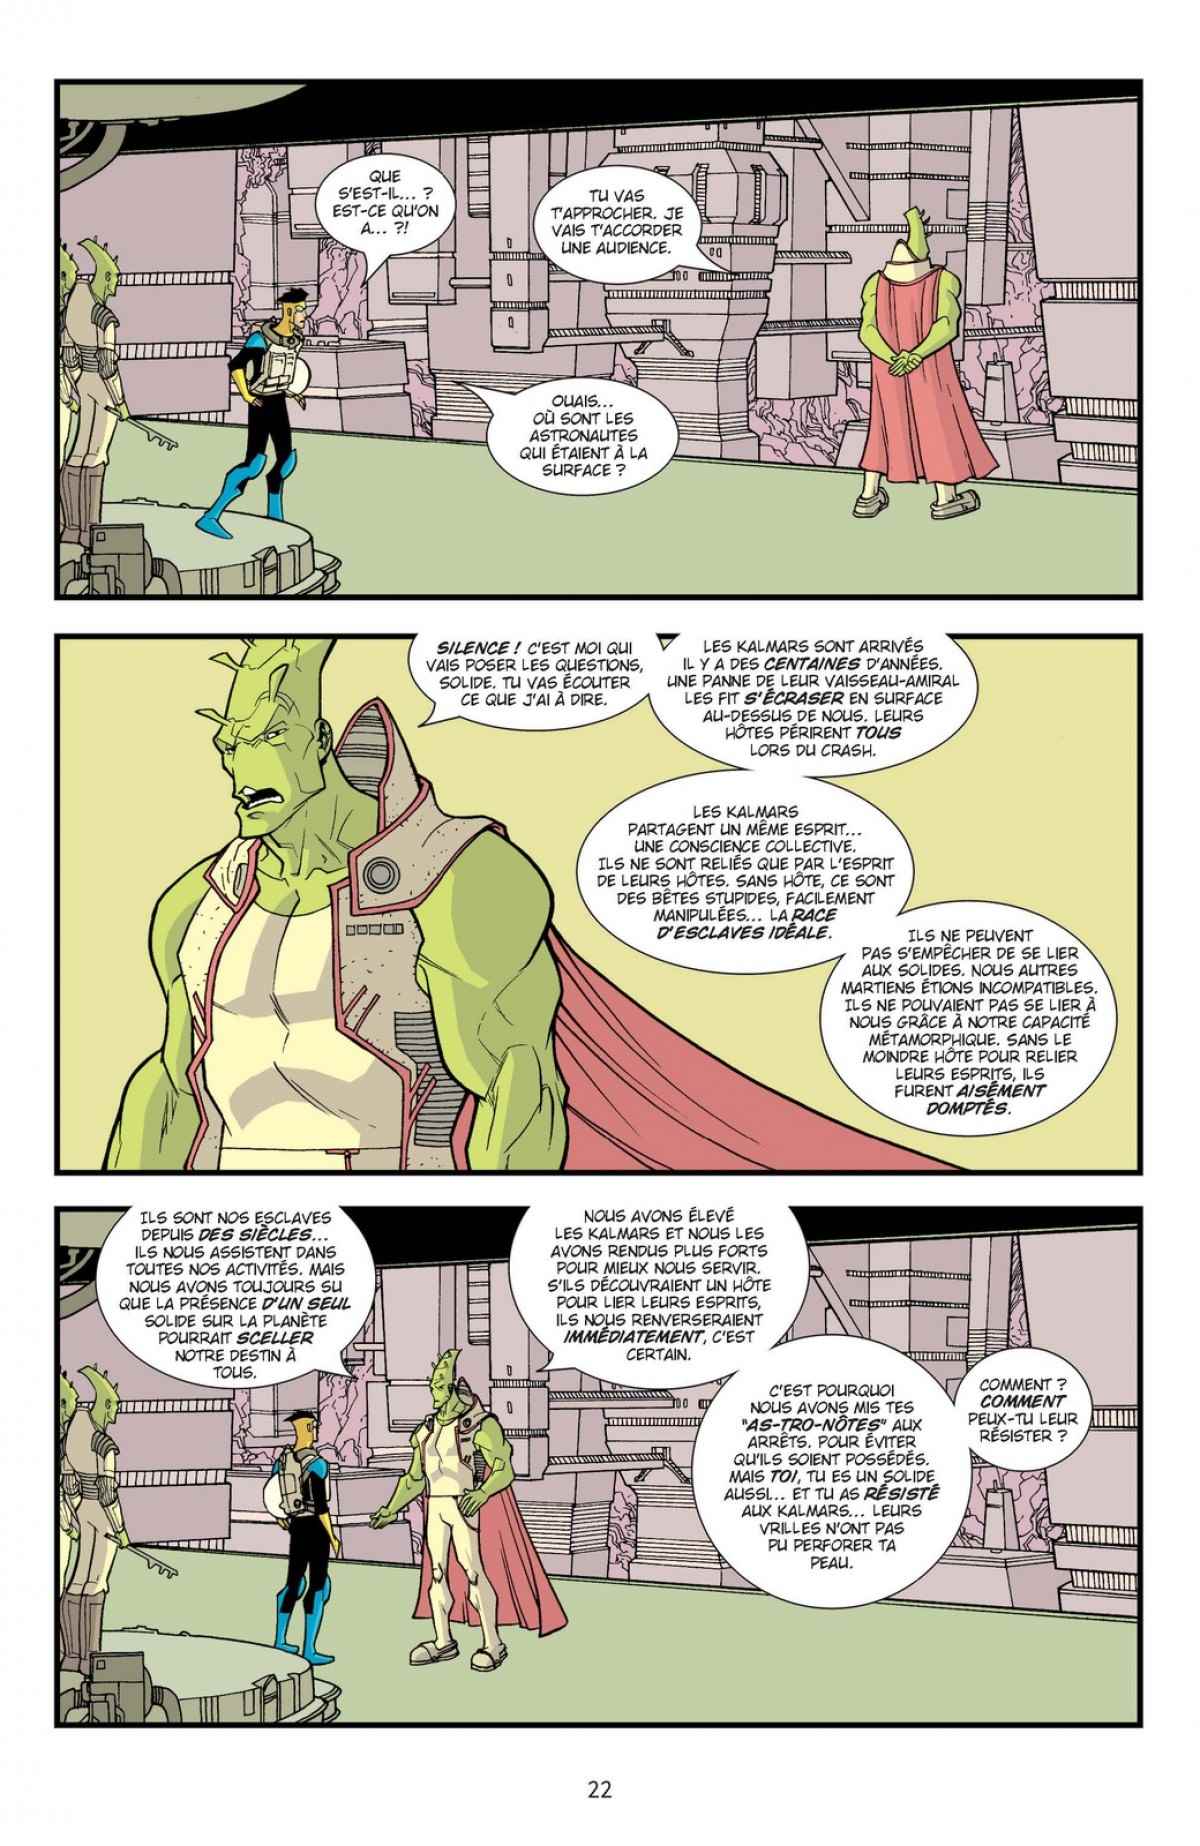 QUE
S'EST-IL... ?
EST-CE QU'ON
A... ?!
TU VAS
T'APPROCHER. JE
VAIS T'ACCORDER
UNE AUDIENCE.
OUAIS...
OÙ SONT LES
ASTRONAUTES
QUI ÉTAIENT À LA
SURFACE ?
SILENCE ! C'EST MOI QUI
VAIS POSER LES QUESTIONS,
SOLIDE. TU VAS ÉCOUTER
CE QUE J'AI À DIRE.
LES KALMARS SONT ARRIVÉS
IL Y A DES CENTAINES D'ANNÉES.
UNE PANNE DE LEUR VAISSEAU-AMIRAL
LES FIT S'ÉCRASER EN SURFACE
AU-DESSUS DE NOUS. LEURS
HÔTES PÉRIRENT TOUS
LORS DU CRASH.
LES KALMARS
PARTAGENT UN MÊME ESPRIT...
UNE CONSCIENCE COLLECTIVE.
ILS NE SONT RELIÉS QUE PAR L'ESPRIT
DE LEURS HÔTES. SANS HÔTE, CE SONT
DES BÊTES STUPIDES, FACILEMENT
MANIPULÉES... LA RACE
D'ESCLAVES IDÉALE.
ILS NE PEUVENT
PAS S'EMPÊCHER DE SE LIER
AUX SOLIDES. NOUS AUTRES
MARTIENS ÉTIONS INCOMPATIBLES.
ILS NE POUVAIENT PAS SE LIER À
NOUS GRÂCE À NOTRE CAPACITÉ
MÉTAMORPHIQUE. SANS LE
MOINDRE HÔTE POUR RELIER
LEURS ESPRITS, ILS
FURENT AISÉMENT
DOMPTÉS.
ILS SONT NOS ESCLAVES
DEPUIS DES SIÈCLES...
ILS NOUS ASSISTENT DANS
TOUTES NOS ACTIVITÉS. MAIS
NOUS AVONS TOUJOURS SU
QUE LA PRÉSENCE D'UN SEUL
SOLIDE SUR LA PLANÈTE
POURRAIT SCELLER
NOTRE DESTIN À
TOUS.
NOUS AVONS ÉLEVÉ
LES KALMARS ET NOUS LES
AVONS RENDUS PLUS FORTS
POUR MIEUX NOUS SERVIR.
S'ILS DÉCOUVRAIENT UN HÔTE
POUR LIER LEURS ESPRITS,
ILS NOUS RENVERSERAIENT
IMMÉDIATEMENT, C'EST
CERTAIN.
C'EST POURQUOI
NOUS AVONS MIS TES
"AS-TRO-NÔTES" AUX
ARRÊTS. POUR ÉVITER
QU'ILS SOIENT POSSÉDÉS.
MAIS TOI, TU ES UN SOLIDE
AUSSI... ET TU AS RÉSISTÉ
AUX KALMARS... LEURS
VRILLES N'ONT PAS
PU PERFORER TA
PEAU.
COMMENT ?
COMMENT
PEUX-TU LEUR
RÉSISTER ?
22